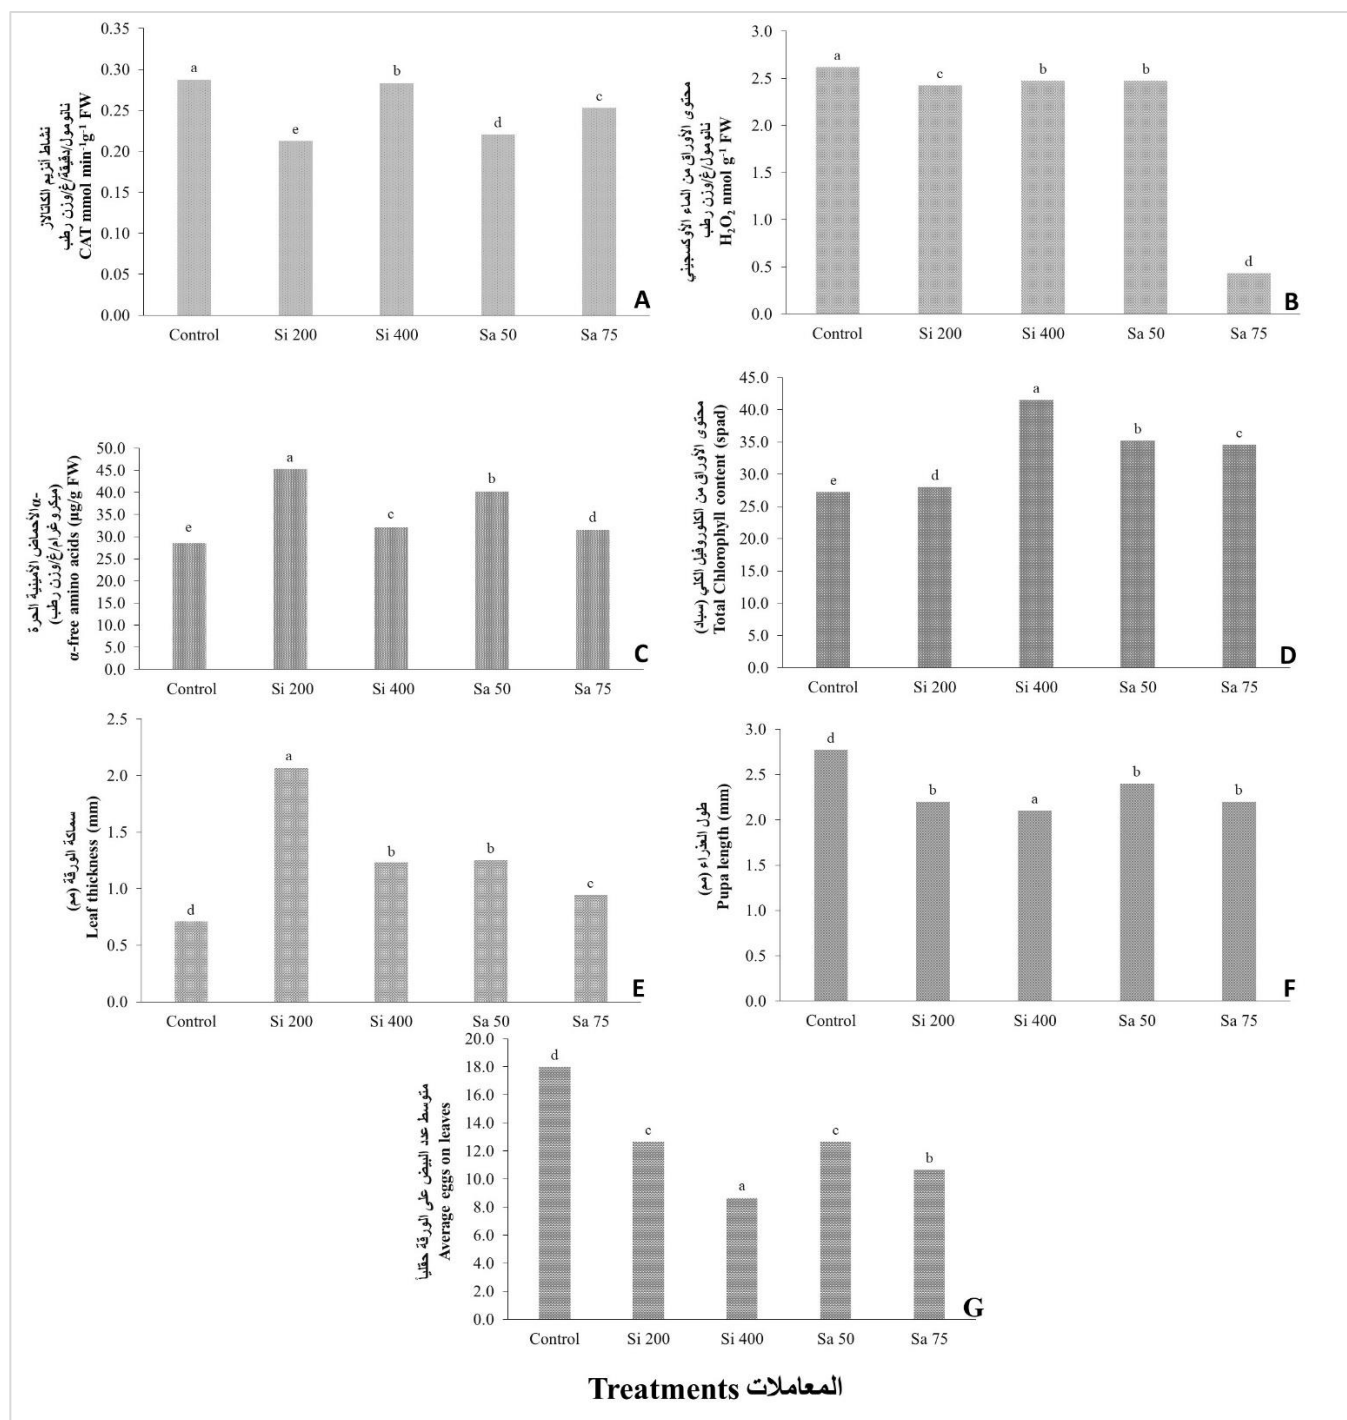 0.35
0.30
0.25
0.20
0.15
0.10
0.05
0.00
نشاط أنزيم الكاتالاز
نانومول/دقيقة/غ/وزن رطب
CAT mmol min⁻¹g⁻¹ FW
a
e
b
d
c
A
Control Si 200 Si 400 Sa 50 Sa 75
3.0
2.5
2.0
1.5
1.0
0.5
0.0
محتوى الأوراق من الماء الأوكسجيني
نانومول/غ/وزن رطب
H₂O₂ nmol g⁻¹ FW
a
c
b
b
d
B
Control Si 200 Si 400 Sa 50 Sa 75
50.0
45.0
40.0
35.0
30.0
25.0
20.0
15.0
10.0
5.0
0.0
الأحماض الأمينية الحرة α-
(ميكروغرام/غ/وزن رطب)
α-free amino acids (µg/g FW)
e
a
c
b
d
C
Control Si 200 Si 400 Sa 50 Sa 75
45.0
40.0
35.0
30.0
25.0
20.0
15.0
10.0
5.0
0.0
محتوى الأوراق من الكلوروفيل الكلي (سباد)
Total Chlorophyll content (spad)
e
d
a
b
c
D
Control Si 200 Si 400 Sa 50 Sa 75
2.5
2.0
1.5
1.0
0.5
0.0
سماكة الورقة (مم)
Leaf thickness (mm)
d
a
b
b
c
E
Control Si 200 Si 400 Sa 50 Sa 75
3.0
2.5
2.0
1.5
1.0
0.5
0.0
طول العذراء (مم)
Pupa length (mm)
d
b
a
b
b
F
Control Si 200 Si 400 Sa 50 Sa 75
20.0
18.0
16.0
14.0
12.0
10.0
8.0
6.0
4.0
2.0
0.0
متوسط عدد البيض على الورقة حقلياً
Average eggs on leaves
d
c
a
c
b
G
Control Si 200 Si 400 Sa 50 Sa 75
Treatments المعاملات